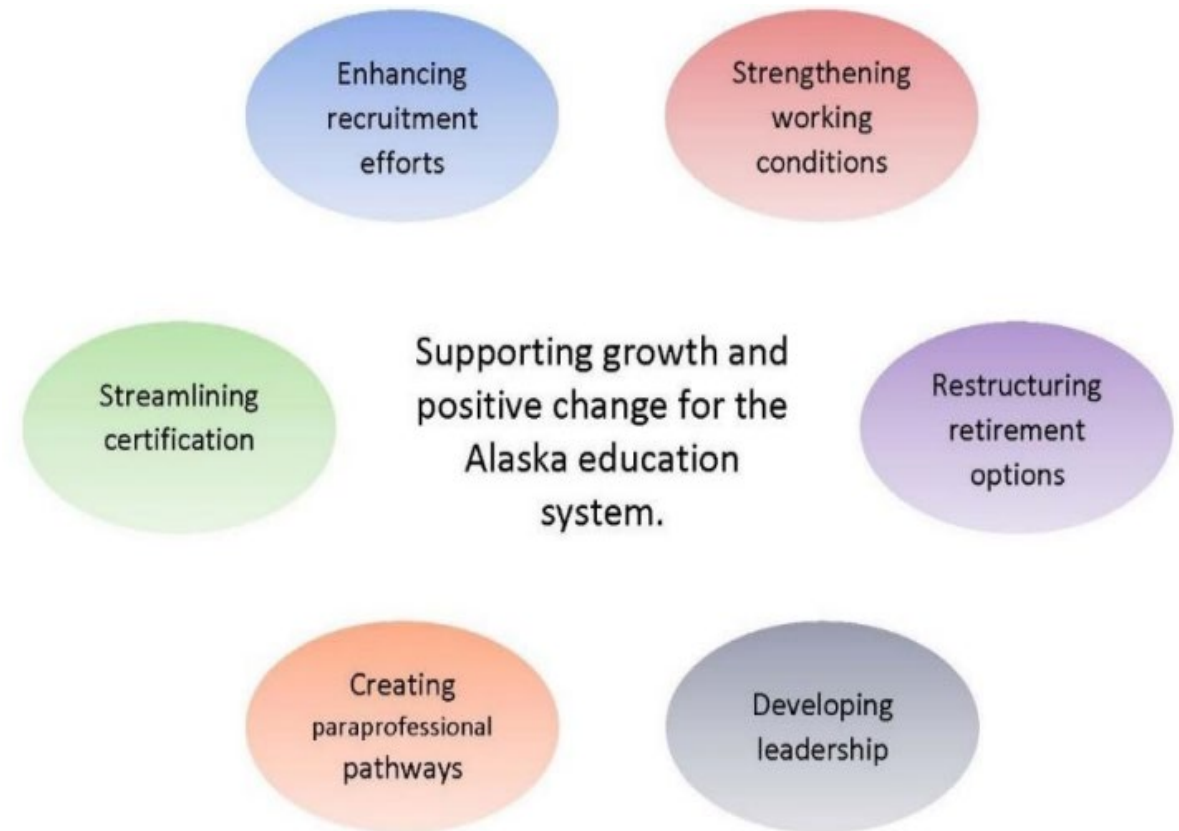 Enhancing
recruitment
efforts
Strengthening
working
conditions
Streamlining
certification
Supporting growth and
positive change for the
Alaska education
system.
Restructuring
retirement
options
Creating
paraprofessional
pathways
Developing
leadership